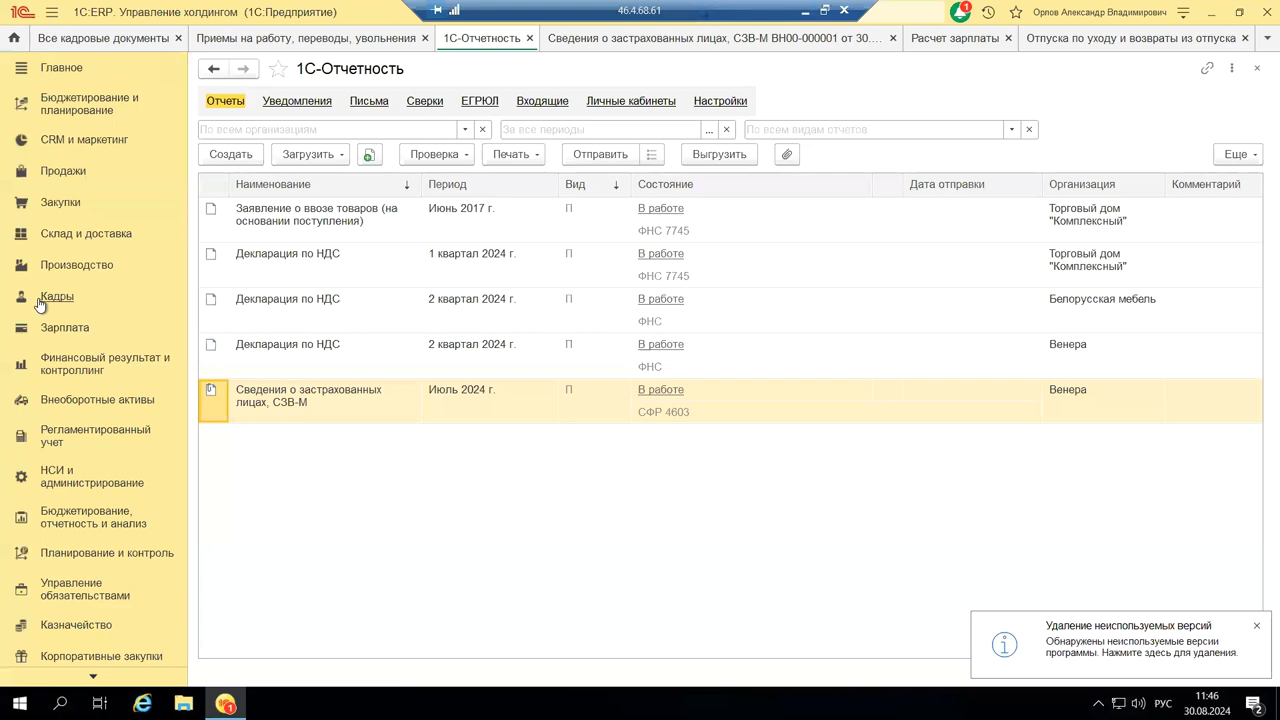 1С:ERP. Управление холдингом (1С:Предприятие)
46.4.68.61
1
Орлов Александр Владимирович
Все кадровые документы
Приемы на работу, переводы, увольнения
1С-Отчетность
Сведения о застрахованных лицах, СЗВ-М ВН00-000001 от 30....
Расчет зарплаты
Отпуска по уходу и возвраты из отпуска
Главное
Бюджетирование и
планирование
CRM и маркетинг
Продажи
Закупки
Склад и доставка
Производство
Кадры
Зарплата
Финансовый результат и
контроллинг
Внеоборотные активы
Регламентированный
учет
НСИ и
администрирование
Бюджетирование,
отчетность и анализ
Планирование и контроль
Управление
обязательствами
Казначейство
Корпоративные закупки
1С-Отчетность
Отчеты
Уведомления
Письма
Сверки
ЕГРЮЛ
Входящие
Личные кабинеты
Настройки
По всем организациям
За все периоды
...
По всем видам отчетов
Создать
Загрузить
Проверка
Печать
Отправить
Выгрузить
Еще
Наименование
Период
Вид
Состояние
Дата отправки
Организация
Комментарий
Заявление о ввозе товаров (на
основании поступления)
Июнь 2017 г.
П
В работе
ФНС 7745
Торговый дом
"Комплексный"
Декларация по НДС
1 квартал 2024 г.
П
В работе
ФНС 7745
Торговый дом
"Комплексный"
Декларация по НДС
2 квартал 2024 г.
П
В работе
ФНС
Белорусская мебель
Декларация по НДС
2 квартал 2024 г.
П
В работе
ФНС
Венера
Сведения о застрахованных
лицах, СЗВ-М
Июль 2024 г.
П
В работе
СФР 4603
Венера
Удаление неиспользуемых версий
Обнаружены неиспользуемые версии
программы. Нажмите здесь для удаления.
1
РУС
11:46
30.08.2024
2